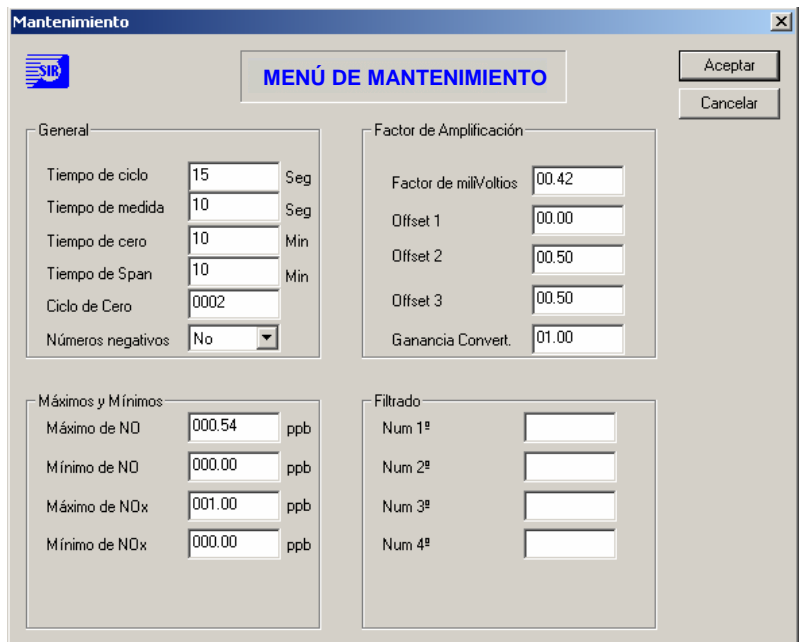 Mantenimiento
SIR
MENÚ DE MANTENIMIENTO
Aceptar
Cancelar
General
Tiempo de ciclo 15 Seg
Tiempo de medida 10 Seg
Tiempo de cero 10 Min
Tiempo de Span 10 Min
Ciclo de Cero 0002
Números negativos No
Factor de Amplificación
Factor de miliVoltios 00.42
Offset 1 00.00
Offset 2 00.50
Offset 3 00.50
Ganancia Convert. 01.00
Máximos y Mínimos
Máximo de NO 000.54 ppb
Mínimo de NO 000.00 ppb
Máximo de NOx 001.00 ppb
Mínimo de NOx 000.00 ppb
Filtrado
Num 1º
Num 2º
Num 3º
Num 4º